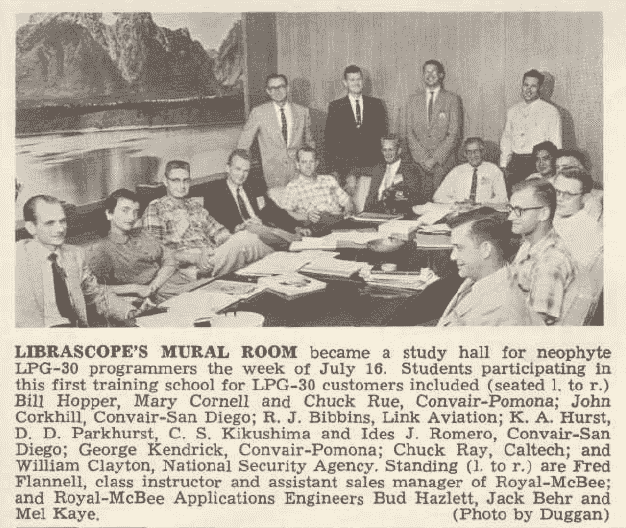 LIBRASCOPE'S MURAL ROOM became a study hall for neophyte
LPG-30 programmers the week of July 16. Students participating in
this first training school for LPG-30 customers included (seated l. to r.)
Bill Hopper, Mary Cornell and Chuck Rue, Convair-Pomona; John
Corkhill, Convair-San Diego; R. J. Bibbins, Link Aviation; K. A. Hurst,
D. D. Parkhurst, C. S. Kikushima and Ides J. Romero, Convair-San
Diego; George Kendrick, Convair-Pomona; Chuck Ray, Caltech; and
William Clayton, National Security Agency. Standing (l. to r.) are Fred
Flannell, class instructor and assistant sales manager of Royal-McBee;
and Royal-McBee Applications Engineers Bud Hazlett, Jack Behr and
Mel Kaye. (Photo by Duggan)